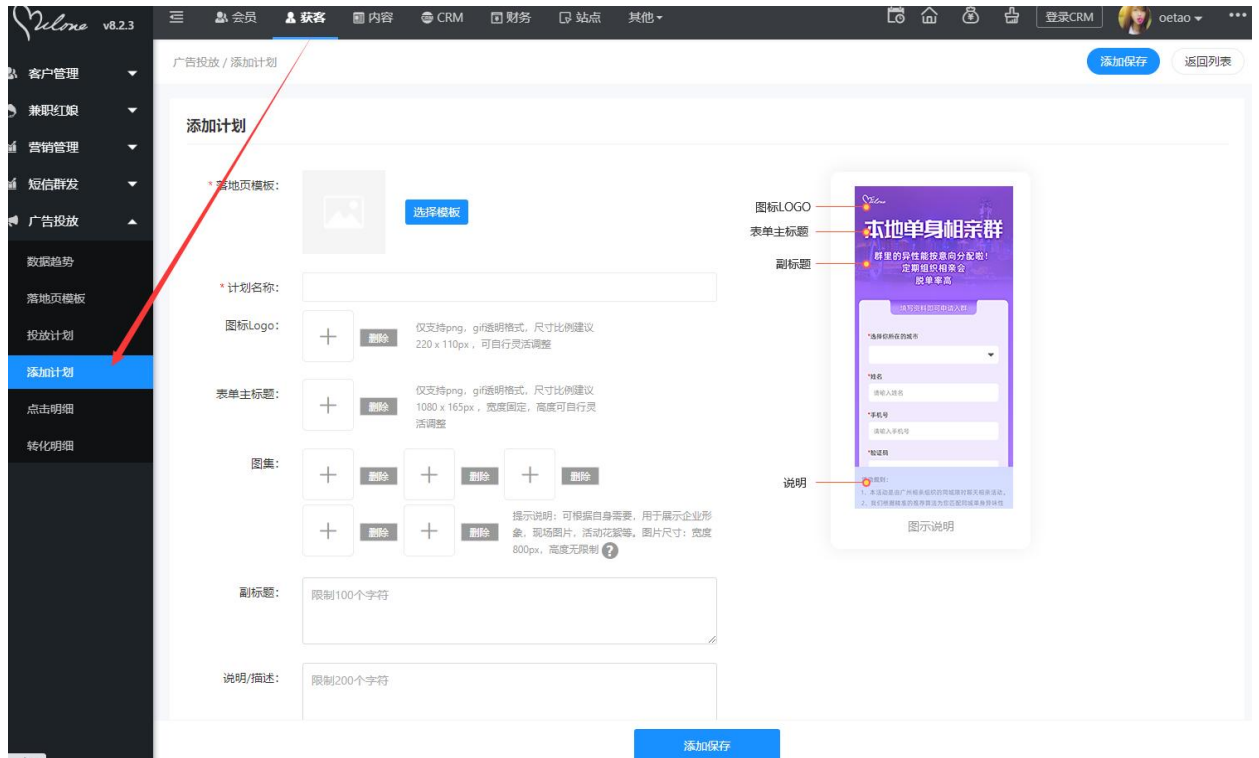 Milone v8.2.3
会员 获客 内容 CRM 财务 站点 其他
登录CRM oetao
客户管理
兼职红娘
营销管理
短信群发
广告投放
数据趋势
落地页模板
投放计划
添加计划
点击明细
转化明细
广告投放 / 添加计划
添加保存 返回列表
添加计划
* 落地页模板:
选择模板
* 计划名称:
图标Logo:
删除
仅支持png，gif透明格式，尺寸比例建议
220 x 110px ，可自行灵活调整
表单主标题:
删除
仅支持png，gif透明格式，尺寸比例建议
1080 x 165px ，宽度固定，高度可自行灵
活调整
图集:
删除 删除 删除
删除 删除
提示说明：可根据自身需要，用于展示企业形
象，现场图片，活动花絮等。图片尺寸：宽度
800px，高度无限制 ?
副标题:
限制100个字符
说明/描述:
限制200个字符
图标LOGO
表单主标题
副标题
说明
Milone
本地单身相亲群
群里的异性能按意向分配啦！
定期组织相亲会
脱单率高
填写资料即可申请入群
*选择你所在的城市
*姓名
请输入姓名
*手机号
请输入手机号
*验证码
图示说明
添加保存